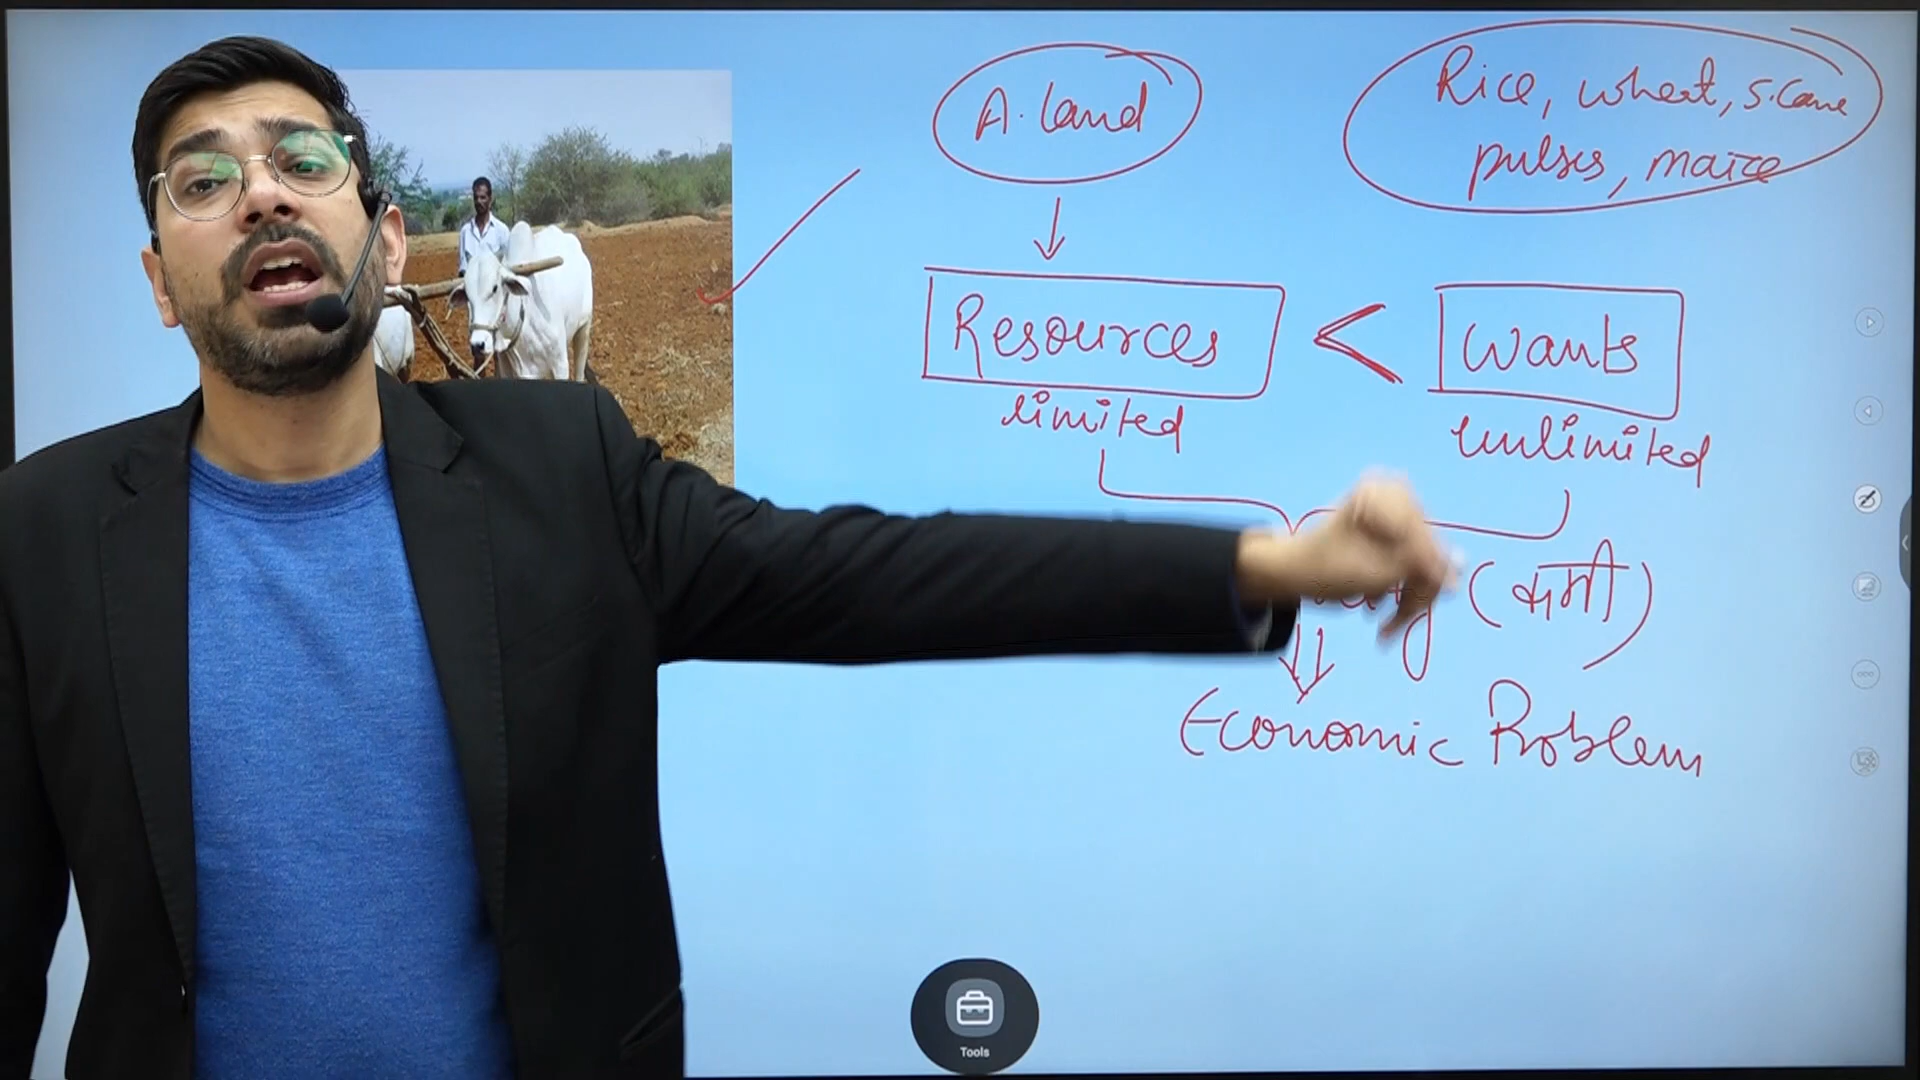 A. Land
Rice, wheat, S. Cane
pulses, maize
Resources < Wants
limited
unlimited
(कमी)
Economic Problem
Tools